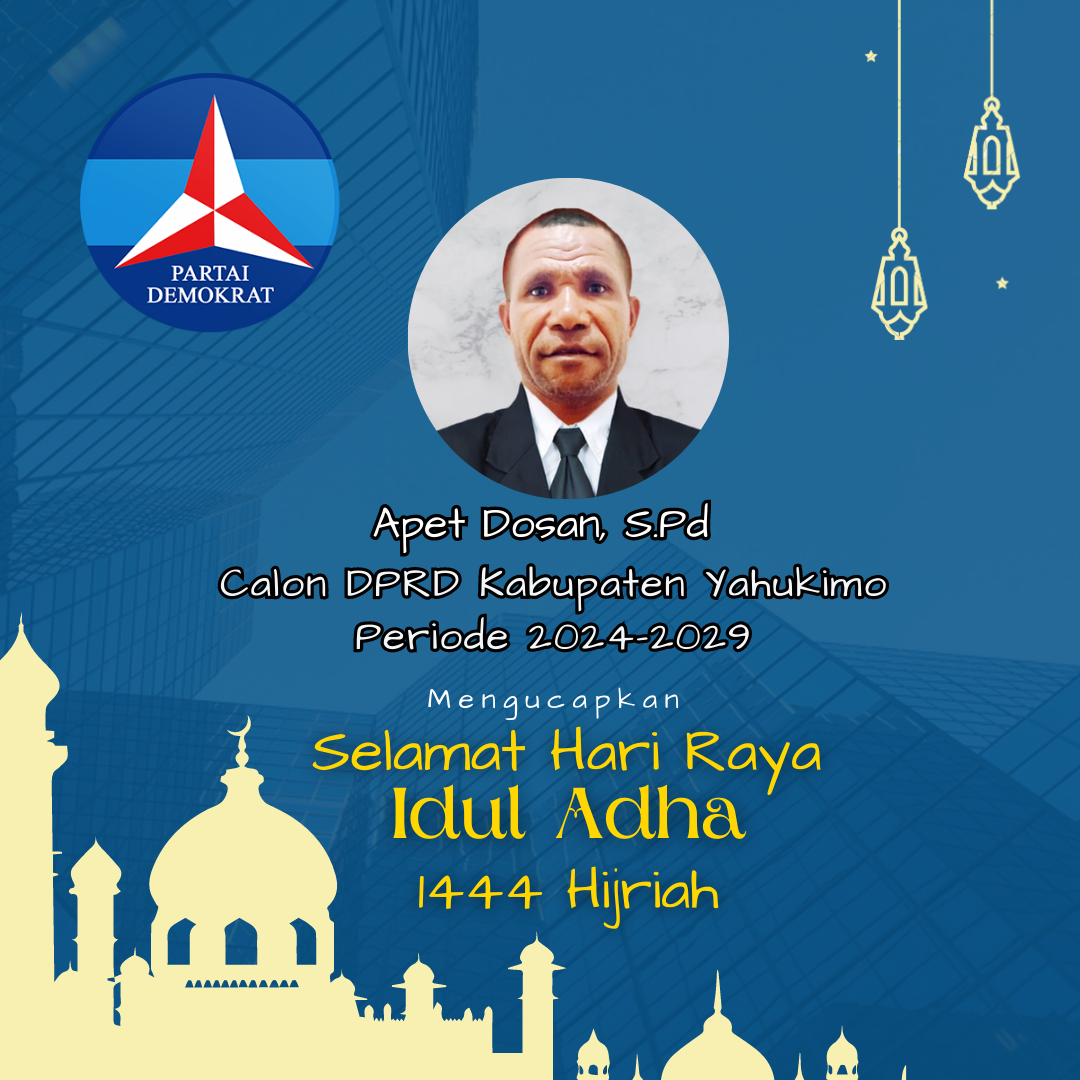 PARTAI
DEMOKRAT
Apet Dosan, S.Pd
Calon DPRD Kabupaten Yahukimo
Periode 2024-2029
Mengucapkan
Selamat Hari Raya
Idul Adha
1444 Hijriah